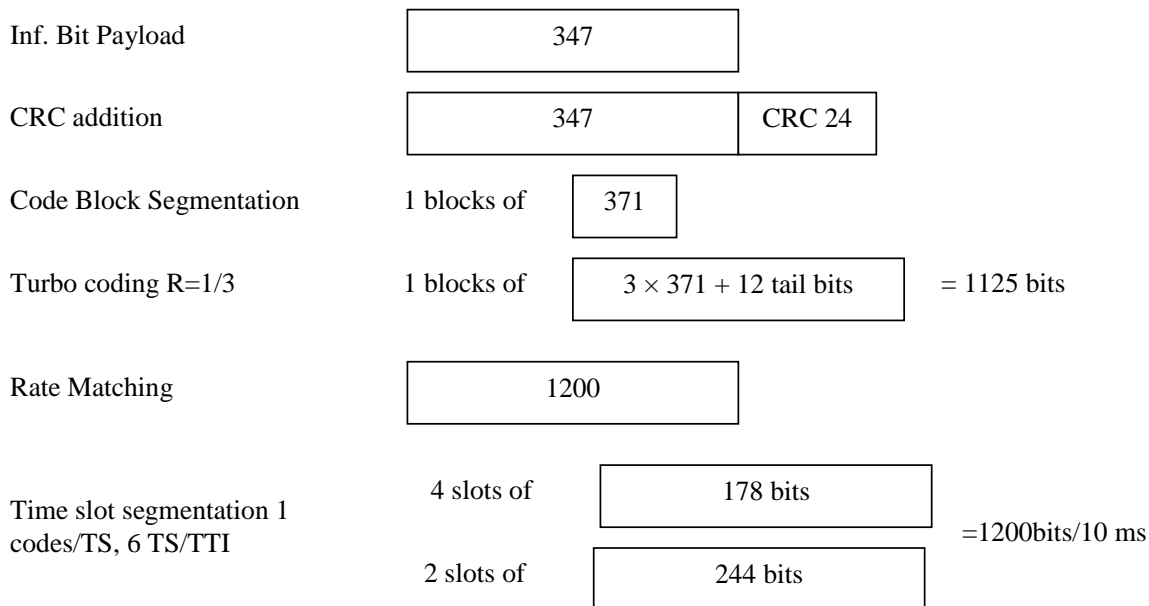 Inf. Bit Payload 347
CRC addition 347 CRC 24
Code Block Segmentation 1 blocks of 371
Turbo coding R=1/3 1 blocks of 3 × 371 + 12 tail bits = 1125 bits
Rate Matching 1200
4 slots of 178 bits
Time slot segmentation 1
codes/TS, 6 TS/TTI
=1200bits/10 ms
2 slots of 244 bits